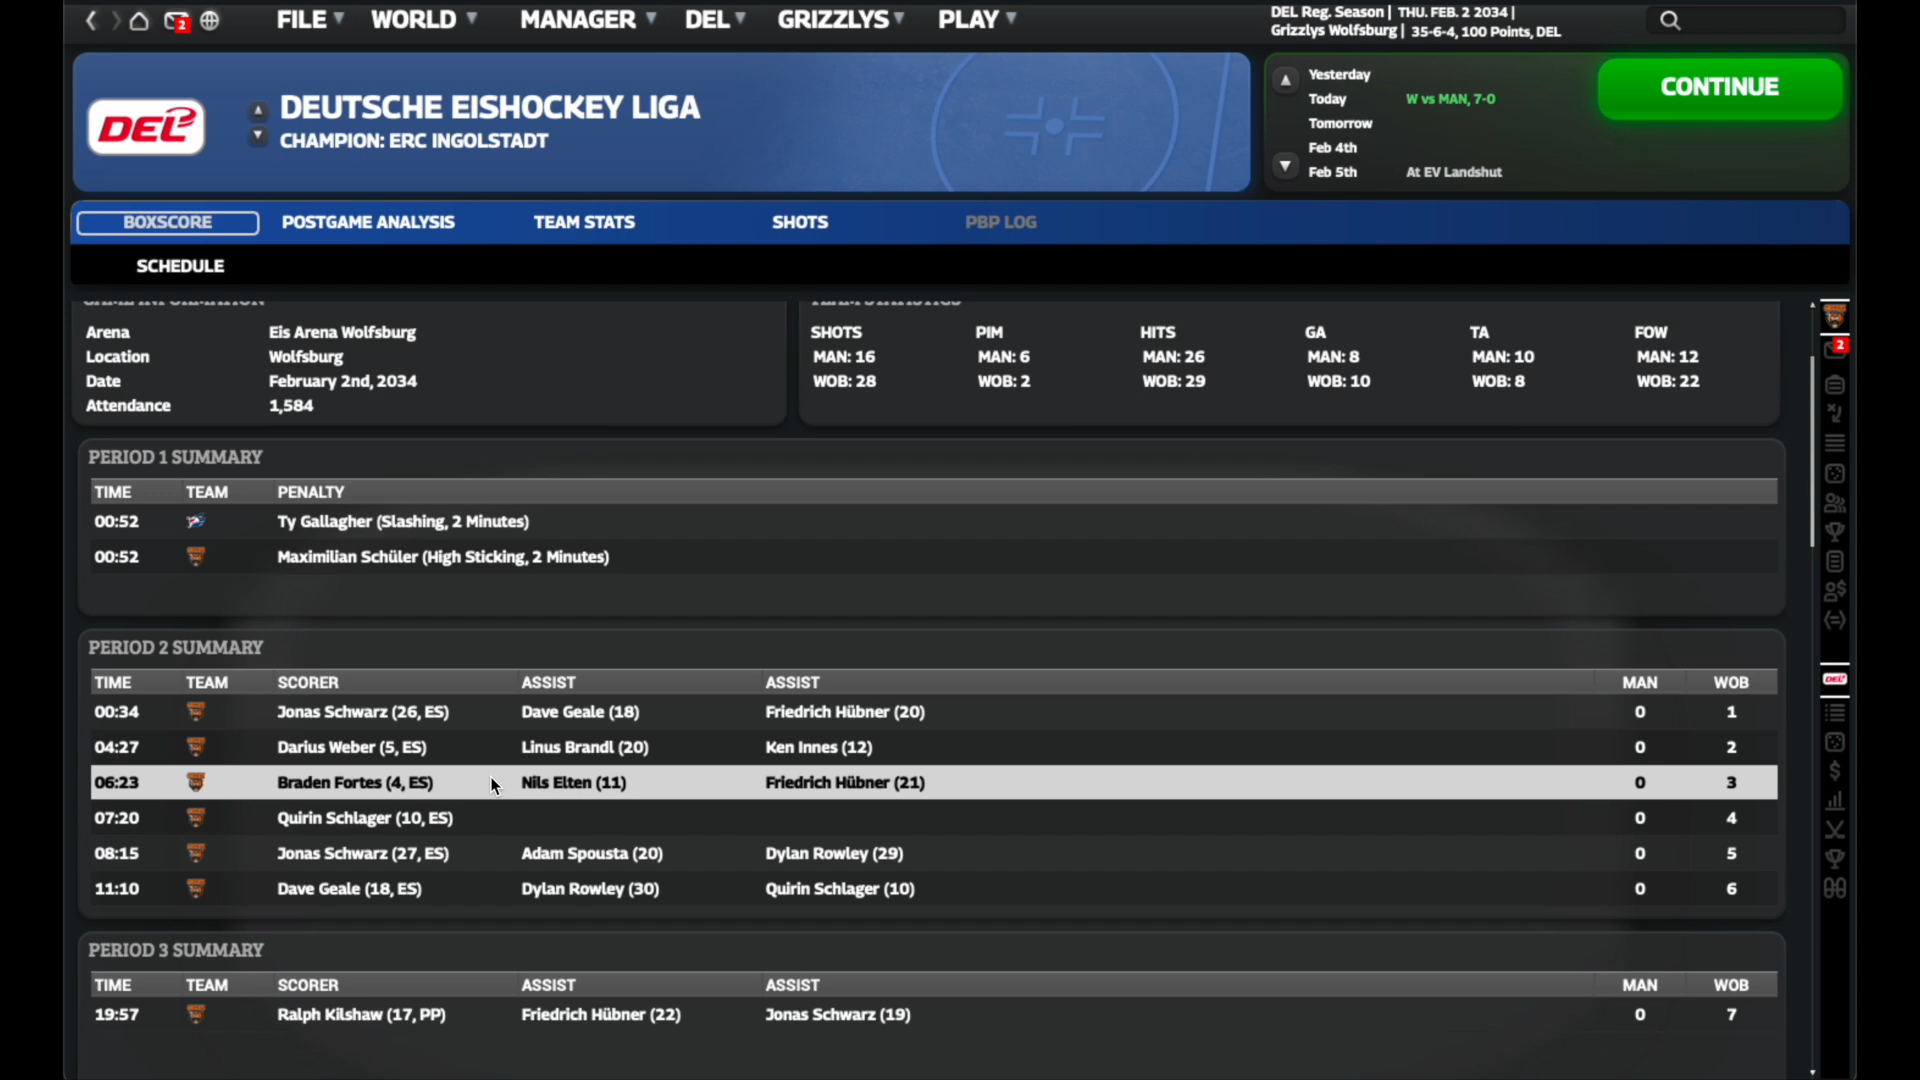 2
FILE
WORLD
MANAGER
DEL
GRIZZLYS
PLAY
DEL Reg. Season | THU. FEB. 2 2034 |
Grizzlys Wolfsburg | 35-6-4, 100 Points, DEL
DEL
DEUTSCHE EISHOCKEY LIGA
CHAMPION: ERC INGOLSTADT
Yesterday
Today W vs MAN, 7-0
Tomorrow
Feb 4th
Feb 5th At EV Landshut
CONTINUE
BOXSCORE POSTGAME ANALYSIS TEAM STATS SHOTS PBP LOG
SCHEDULE
GAME INFORMATION
Arena Eis Arena Wolfsburg
Location Wolfsburg
Date February 2nd, 2034
Attendance 1,584
TEAM STATISTICS
SHOTS PIM HITS GA TA FOW
MAN: 16 MAN: 6 MAN: 26 MAN: 8 MAN: 10 MAN: 12
WOB: 28 WOB: 2 WOB: 29 WOB: 10 WOB: 8 WOB: 22
PERIOD 1 SUMMARY
TIME TEAM PENALTY
00:52 Ty Gallagher (Slashing, 2 Minutes)
00:52 Maximilian Schüler (High Sticking, 2 Minutes)
PERIOD 2 SUMMARY
TIME TEAM SCORER ASSIST ASSIST MAN WOB
00:34 Jonas Schwarz (26, ES) Dave Geale (18) Friedrich Hübner (20) 0 1
04:27 Darius Weber (5, ES) Linus Brandl (20) Ken Innes (12) 0 2
06:23 Braden Fortes (4, ES) Nils Elten (11) Friedrich Hübner (21) 0 3
07:20 Quirin Schlager (10, ES) 0 4
08:15 Jonas Schwarz (27, ES) Adam Spousta (20) Dylan Rowley (29) 0 5
11:10 Dave Geale (18, ES) Dylan Rowley (30) Quirin Schlager (10) 0 6
PERIOD 3 SUMMARY
TIME TEAM SCORER ASSIST ASSIST MAN WOB
19:57 Ralph Kilshaw (17, PP) Friedrich Hübner (22) Jonas Schwarz (19) 0 7
2
DEL